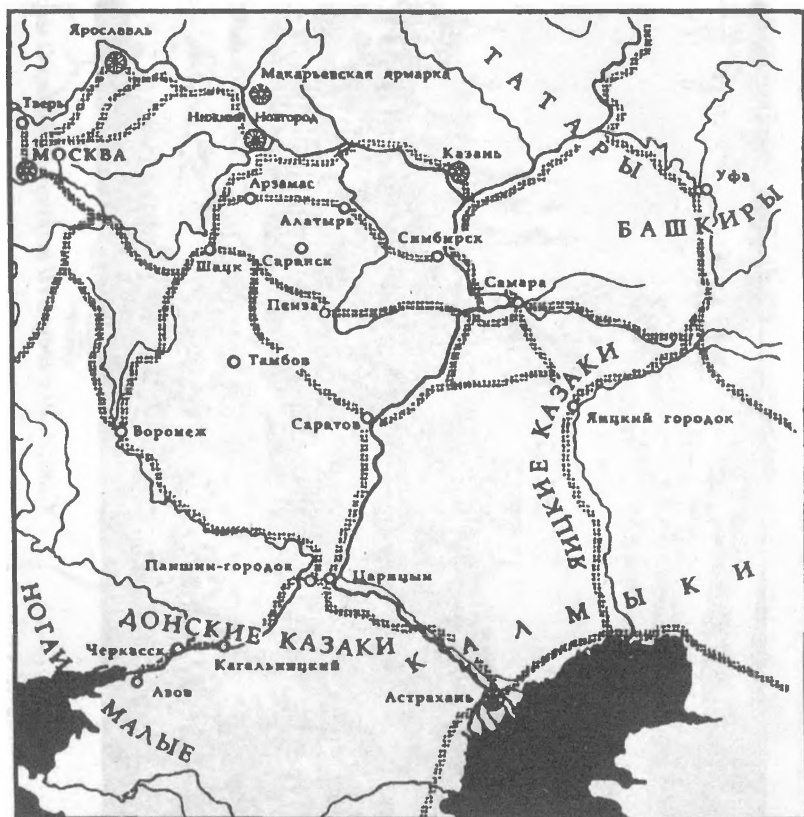 Ярославль
Макарьевская ярмарка
ТАТАРЫ
Тверь
Нижний Новгород
МОСКВА
Казань
Уфа
Арзамас
Алатырь
БАШКИРЫ
Симбирск
Шацк
Саранск
Самара
Пенза
Тамбов
Воромеж
Саратов
ЯИЦКИЕ КАЗАКИ
Яицкий городок
Паншин-городок
Царицын
НОГАИ
ДОНСКИЕ КАЗАКИ
КАЛМЫКИ
Черкасск
Кагальницкий
Азов
Астрахань
МАЛЫЕ